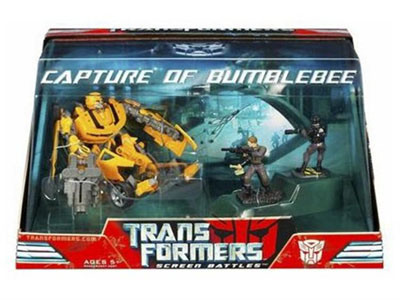 CAPTURE OF BUMBLEBEE
TRANSFORMERS.COM
TRANS
FORMERS
SCREEN BATTLES
AGES 5+